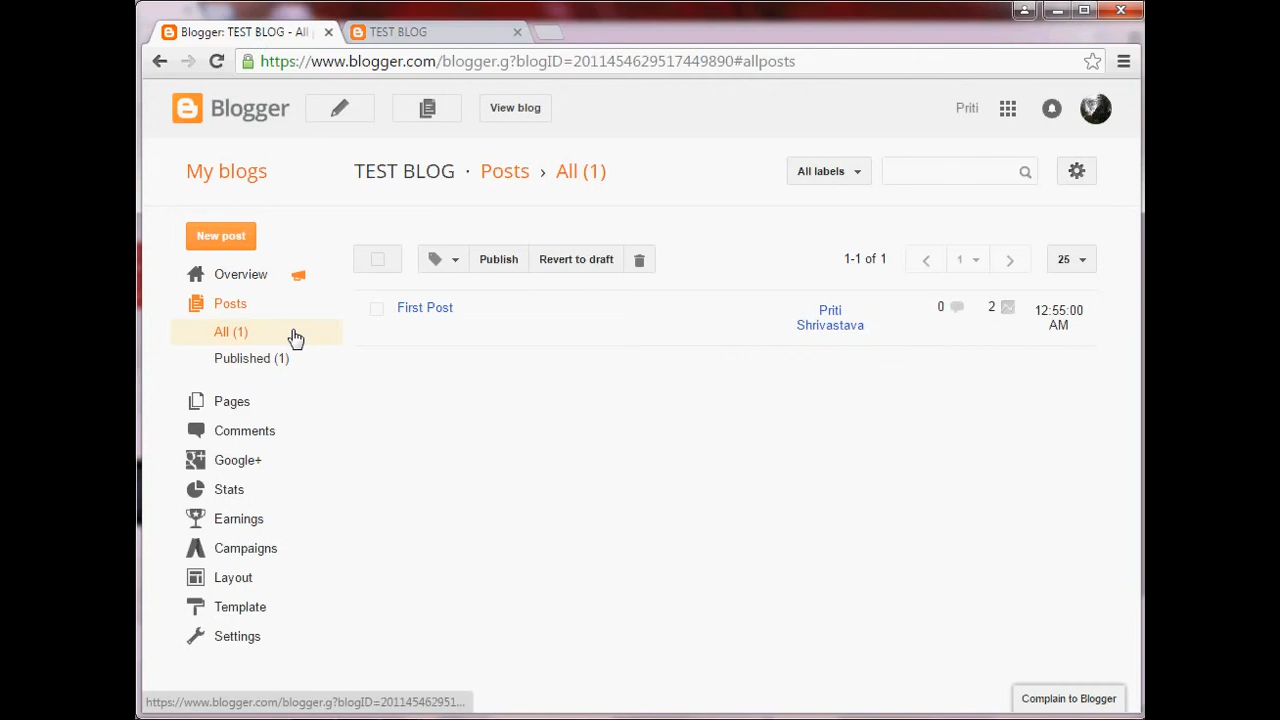 Blogger: TEST BLOG - All
TEST BLOG
https://www.blogger.com/blogger.g?blogID=2011454629517449890#allposts
Blogger
View blog
Priti
My blogs
TEST BLOG · Posts › All (1)
All labels
New post
Publish
Revert to draft
1-1 of 1
1
25
Overview
Posts
All (1)
Published (1)
First Post
Priti
Shrivastava
0
2
12:55:00
AM
Pages
Comments
Google+
Stats
Earnings
Campaigns
Layout
Template
Settings
https://www.blogger.com/blogger.g?blogID=201145462951...
Complain to Blogger